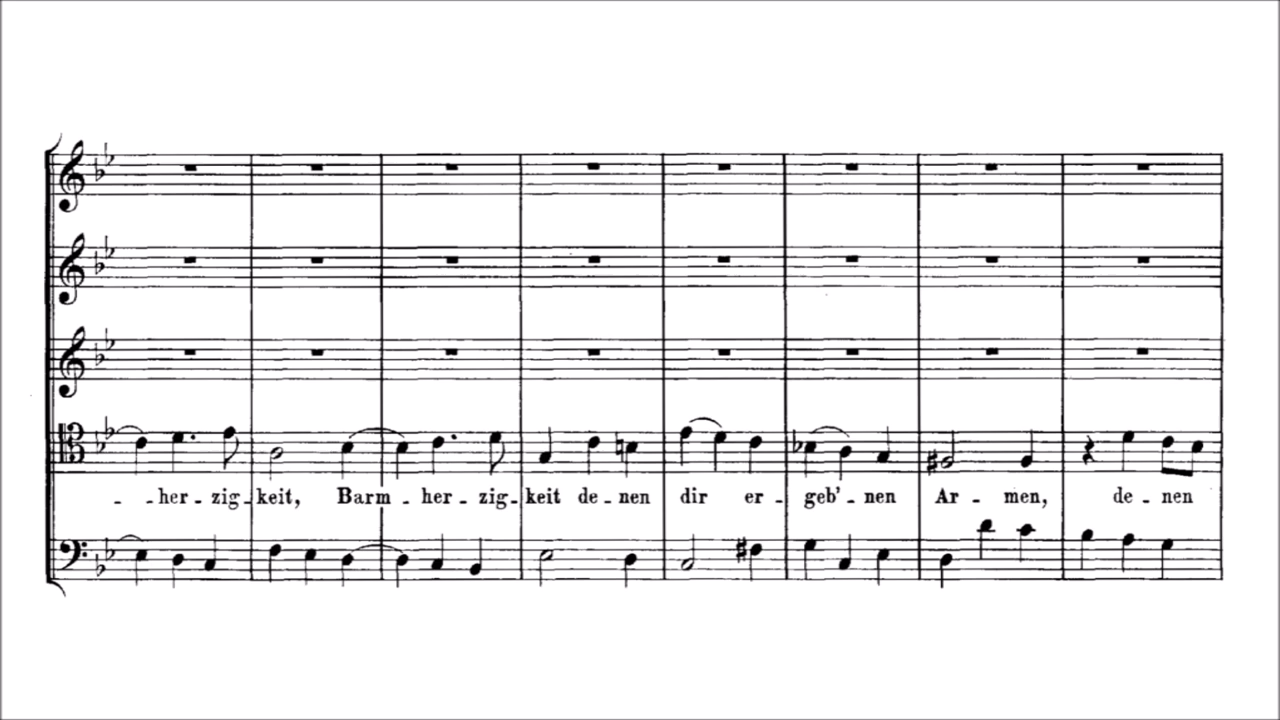 - - her - zig - keit, Barm - her - zig - keit de - nen dir er - geb' - nen Ar - men, de - nen